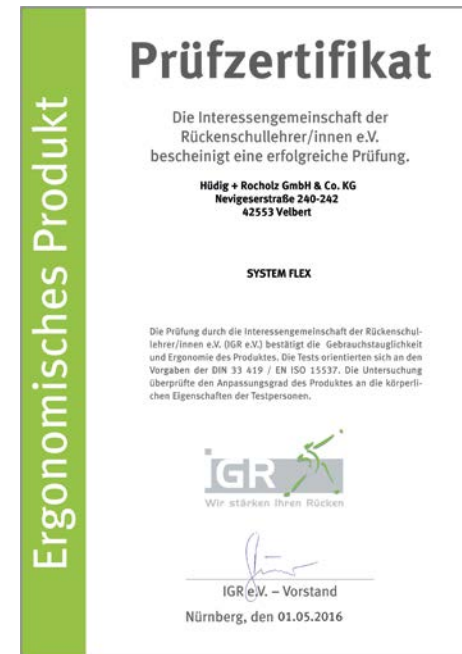 Ergonomisches Produkt
Prüfzertifikat
Die Interessengemeinschaft der
Rückenschullehrer/innen e.V.
bescheinigt eine erfolgreiche Prüfung.
Hüdig + Rocholz GmbH & Co. KG
Nevigeserstraße 240-242
42553 Velbert
SYSTEM FLEX
Die Prüfung durch die Interessengemeinschaft der Rückenschul-
lehrer/innen e.V. (IGR e.V.) bestätigt die Gebrauchstauglichkeit
und Ergonomie des Produktes. Die Tests orientierten sich an den
Vorgaben der DIN 33 419 / EN ISO 15537. Die Untersuchung
überprüfte den Anpassungsgrad des Produktes an die körperli-
chen Eigenschaften der Testpersonen.
iGR
Wir stärken Ihren Rücken
IGR e.V. – Vorstand
Nürnberg, den 01.05.2016